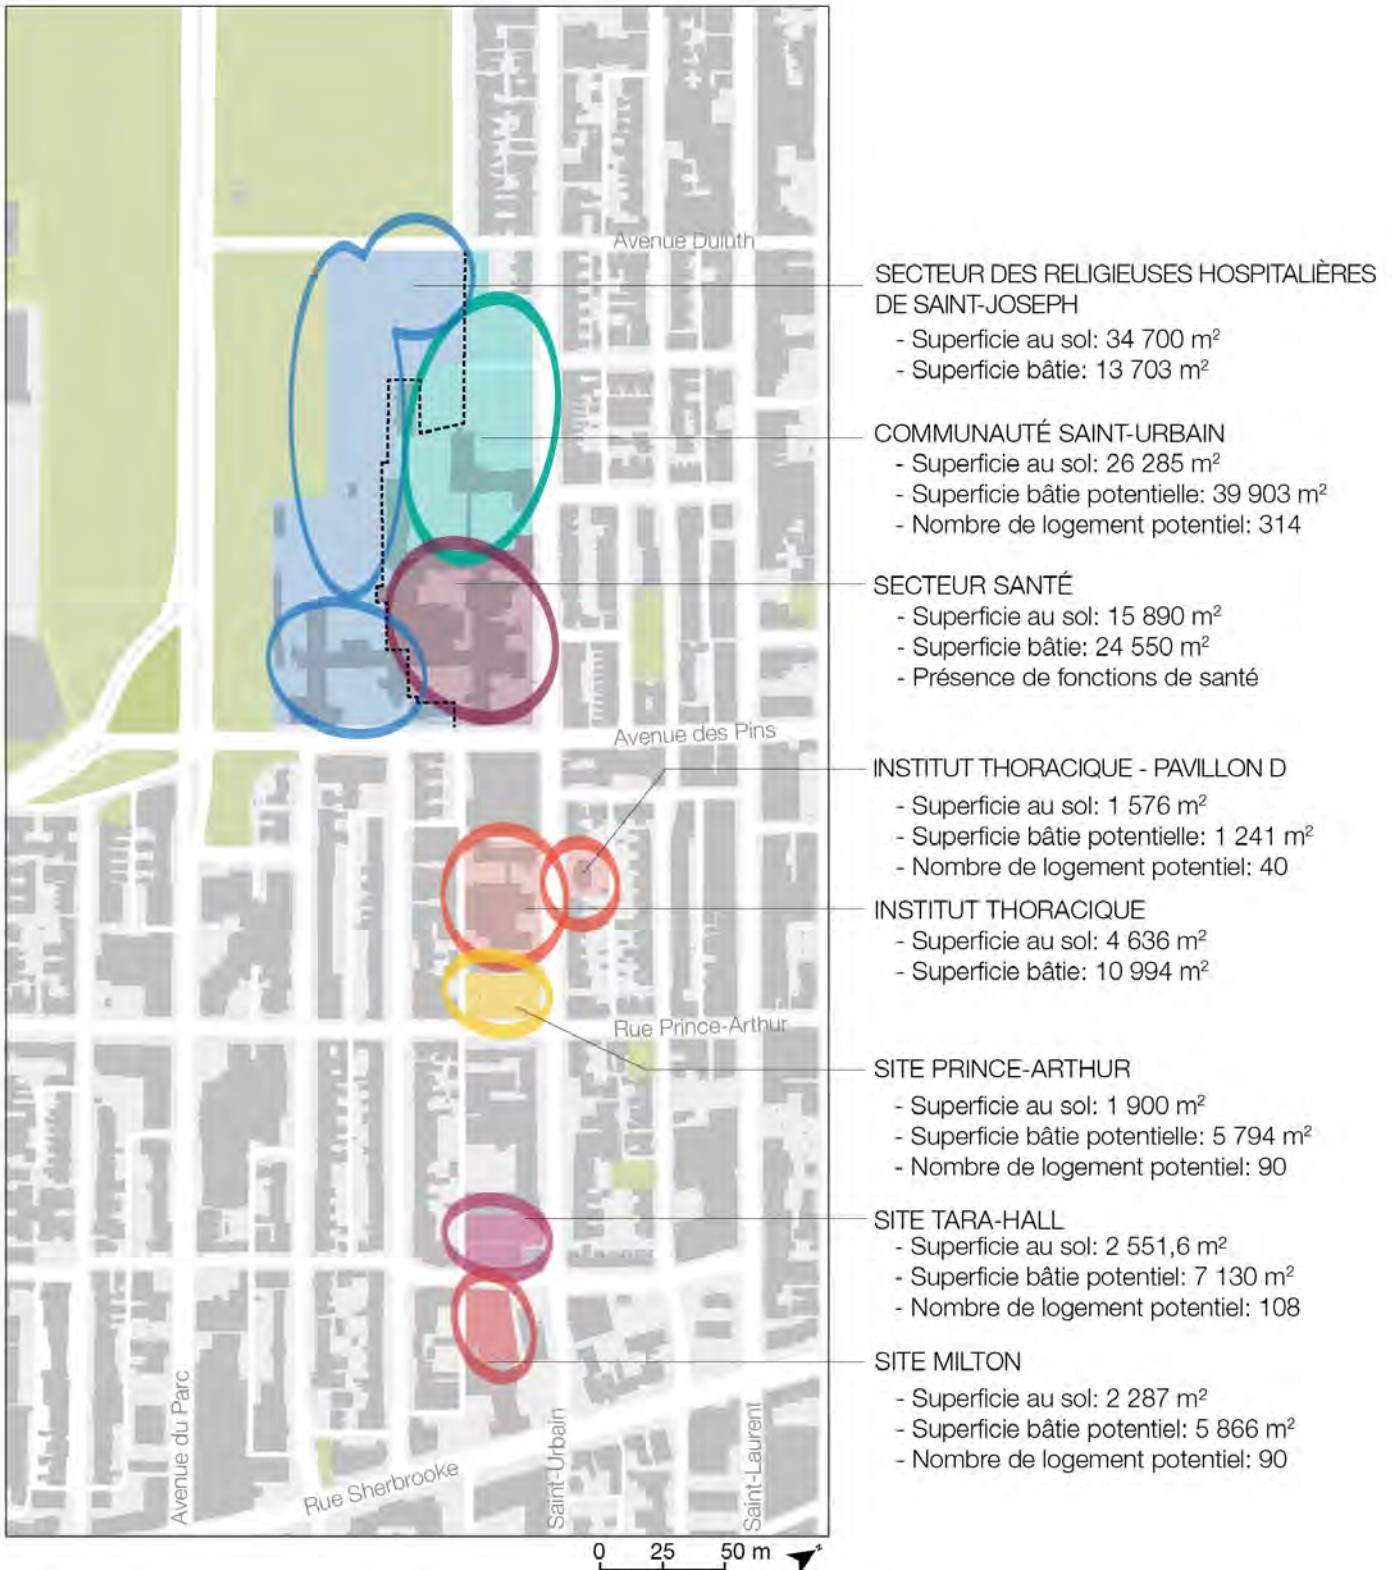 Avenue Duluth
SECTEUR DES RELIGIEUSES HOSPITALIÈRES
DE SAINT-JOSEPH
- Superficie au sol: 34 700 m²
- Superficie bâtie: 13 703 m²
COMMUNAUTÉ SAINT-URBAIN
- Superficie au sol: 26 285 m²
- Superficie bâtie potentielle: 39 903 m²
- Nombre de logement potentiel: 314
SECTEUR SANTÉ
- Superficie au sol: 15 890 m²
- Superficie bâtie: 24 550 m²
- Présence de fonctions de santé
Avenue des Pins
INSTITUT THORACIQUE - PAVILLON D
- Superficie au sol: 1 576 m²
- Superficie bâtie potentielle: 1 241 m²
- Nombre de logement potentiel: 40
INSTITUT THORACIQUE
- Superficie au sol: 4 636 m²
- Superficie bâtie: 10 994 m²
Rue Prince-Arthur
SITE PRINCE-ARTHUR
- Superficie au sol: 1 900 m²
- Superficie bâtie potentielle: 5 794 m²
- Nombre de logement potentiel: 90
SITE TARA-HALL
- Superficie au sol: 2 551,6 m²
- Superficie bâtie potentiel: 7 130 m²
- Nombre de logement potentiel: 108
SITE MILTON
- Superficie au sol: 2 287 m²
- Superficie bâtie potentiel: 5 866 m²
- Nombre de logement potentiel: 90
Avenue du Parc
Rue Sherbrooke
Saint-Urbain
Saint-Laurent
0 25 50 m
z